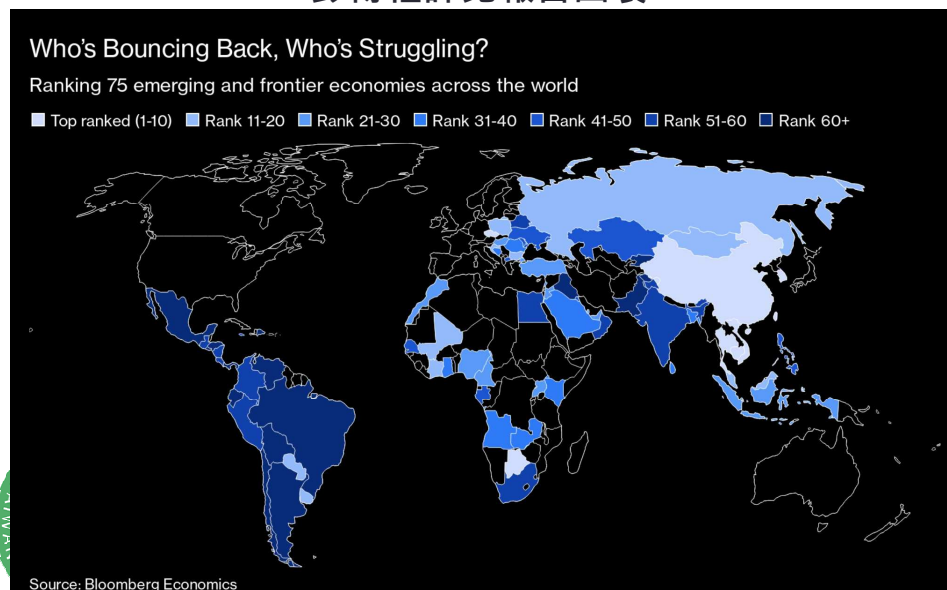 Who's Bouncing Back, Who's Struggling?
Ranking 75 emerging and frontier economies across the world
Top ranked (1-10) Rank 11-20 Rank 21-30 Rank 31-40 Rank 41-50 Rank 51-60 Rank 60+
Source: Bloomberg Economics